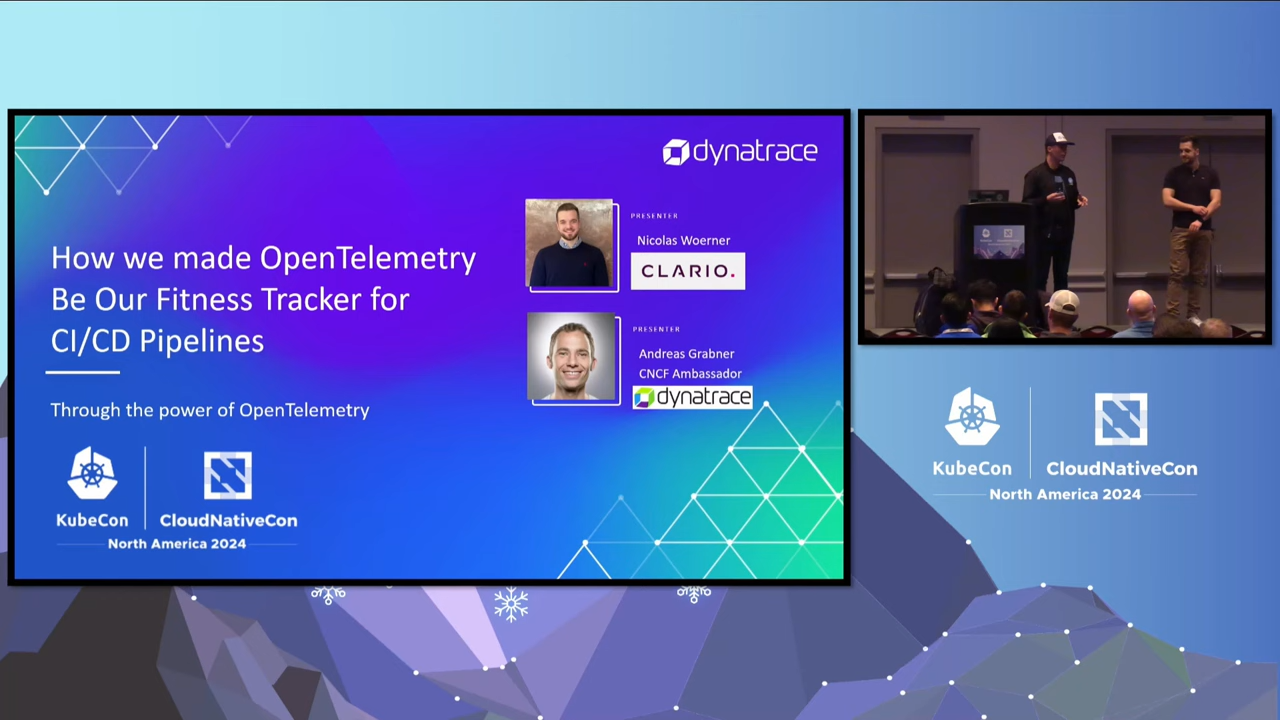 dynatrace
How we made OpenTelemetry
Be Our Fitness Tracker for
CI/CD Pipelines
Through the power of OpenTelemetry
PRESENTER
Nicolas Woerner
CLARIO.
PRESENTER
Andreas Grabner
CNCF Ambassador
dynatrace
KubeCon
CloudNativeCon
North America 2024
KubeCon
CloudNativeCon
North America 2024